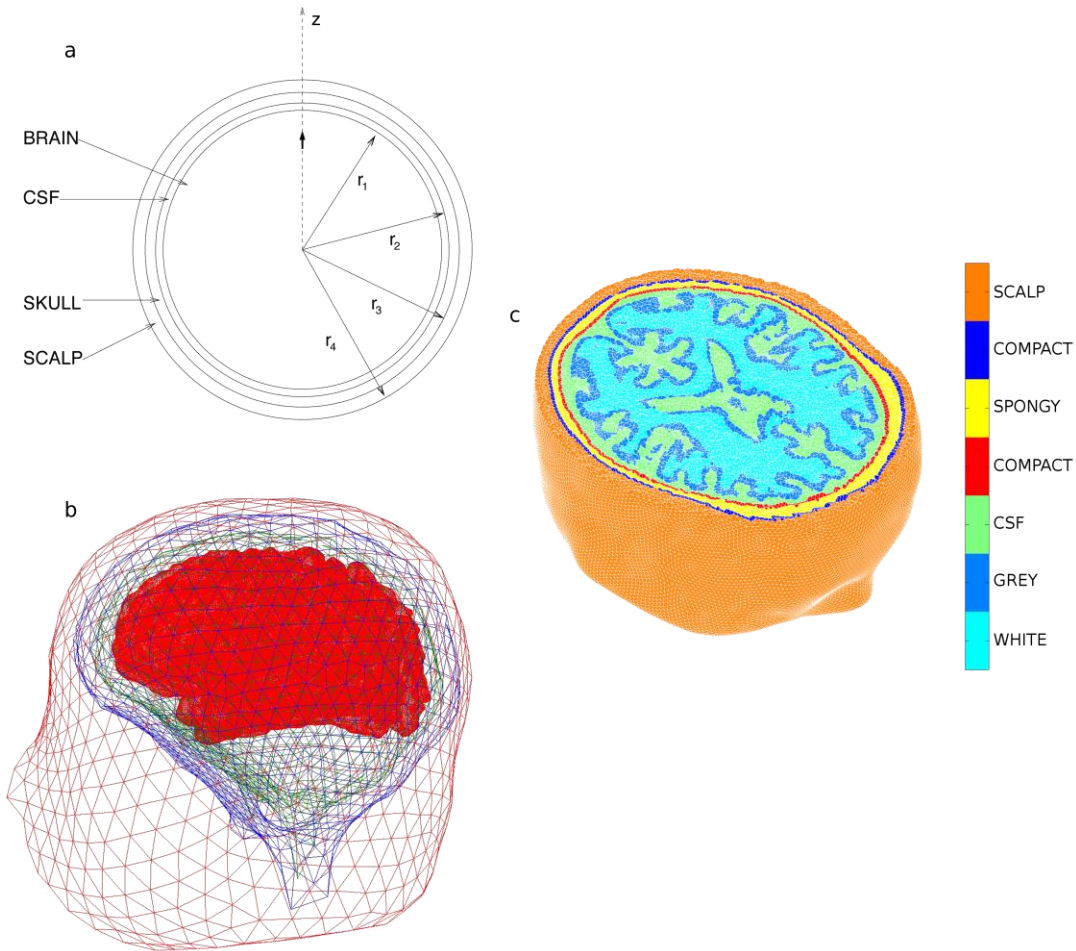 a
z
BRAIN
CSF
SKULL
SCALP
r1
r2
r3
r4
b
c
SCALP
COMPACT
SPONGY
COMPACT
CSF
GREY
WHITE